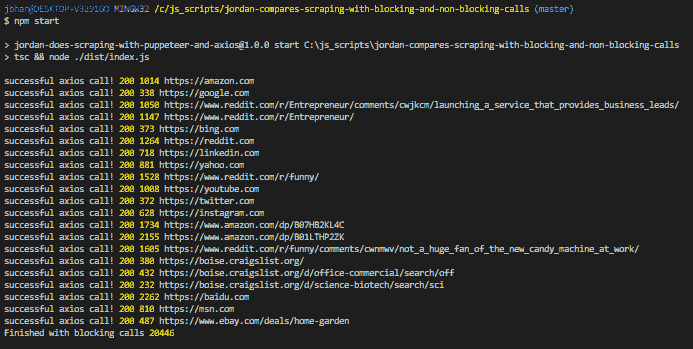 jbhan@DESKTOP-V3291GO MINGW32 /c/js_scripts/jordan-compares-scraping-with-blocking-and-non-blocking-calls (master)
$ npm start
> jordan-does-scraping-with-puppeteer-and-axios@1.0.0 start C:\js_scripts\jordan-compares-scraping-with-blocking-and-non-blocking-calls
> tsc && node ./dist/index.js
successful axios call! 200 1014 https://amazon.com
successful axios call! 200 338 https://google.com
successful axios call! 200 1050 https://www.reddit.com/r/Entrepreneur/comments/cwjkcm/launching_a_service_that_provides_business_leads/
successful axios call! 200 1147 https://www.reddit.com/r/Entrepreneur/
successful axios call! 200 373 https://bing.com
successful axios call! 200 1264 https://reddit.com
successful axios call! 200 718 https://linkedin.com
successful axios call! 200 881 https://yahoo.com
successful axios call! 200 1528 https://www.reddit.com/r/funny/
successful axios call! 200 1008 https://youtube.com
successful axios call! 200 372 https://twitter.com
successful axios call! 200 628 https://instagram.com
successful axios call! 200 1734 https://www.amazon.com/dp/B07HB2KL4C
successful axios call! 200 2155 https://www.amazon.com/dp/B01LTHP2ZK
successful axios call! 200 1605 https://www.reddit.com/r/funny/comments/cwnmwv/not_a_huge_fan_of_the_new_candy_machine_at_work/
successful axios call! 200 380 https://boise.craigslist.org/
successful axios call! 200 432 https://boise.craigslist.org/d/office-commercial/search/off
successful axios call! 200 232 https://boise.craigslist.org/d/science-biotech/search/sci
successful axios call! 200 2262 https://baidu.com
successful axios call! 200 810 https://msn.com
successful axios call! 200 487 https://www.ebay.com/deals/home-garden
Finished with blocking calls 20446